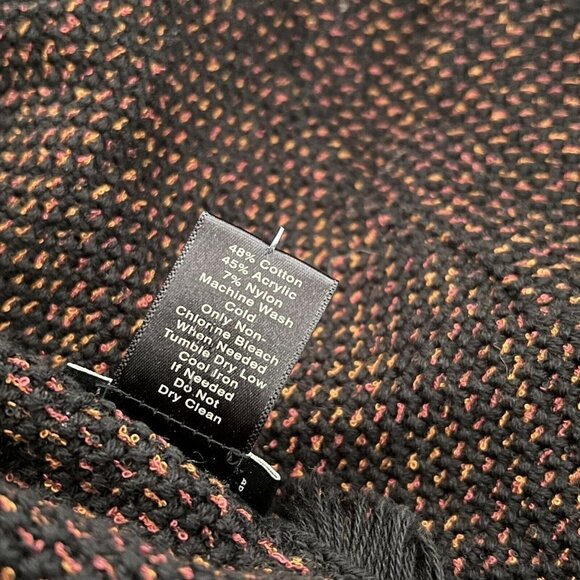 48% Cotton
45% Acrylic
7% Nylon
Machine Wash
Cold
Only Non-
Chlorine Bleach
When Needed
Tumble Dry Low
Cool Iron
If Needed
Do Not
Dry Clean